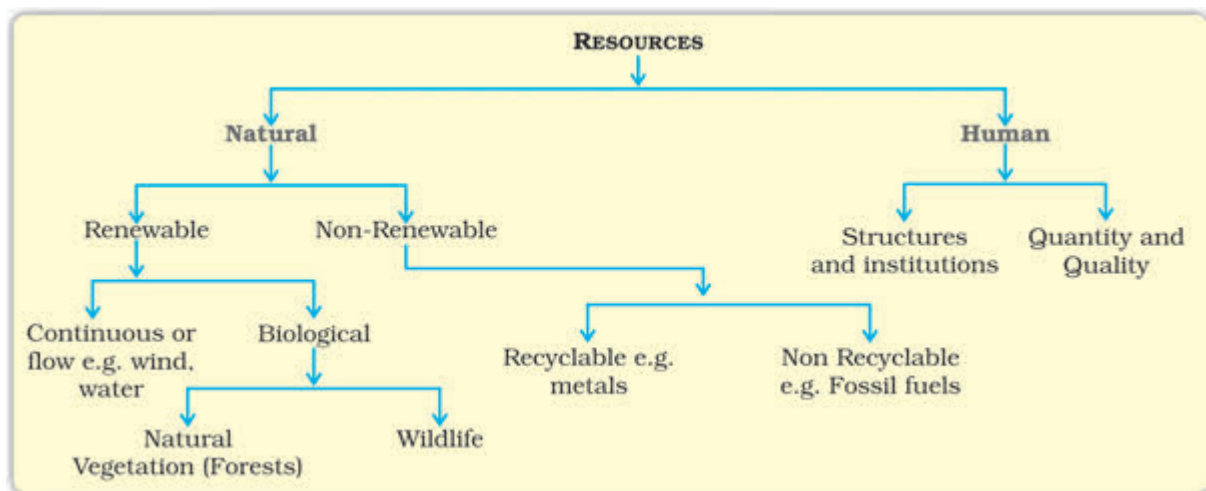 RESOURCES
Natural
Human
Renewable
Non-Renewable
Structures
and institutions
Quantity and
Quality
Continuous or
flow e.g. wind,
water
Biological
Recyclable e.g.
metals
Non Recyclable
e.g. Fossil fuels
Natural
Vegetation (Forests)
Wildlife